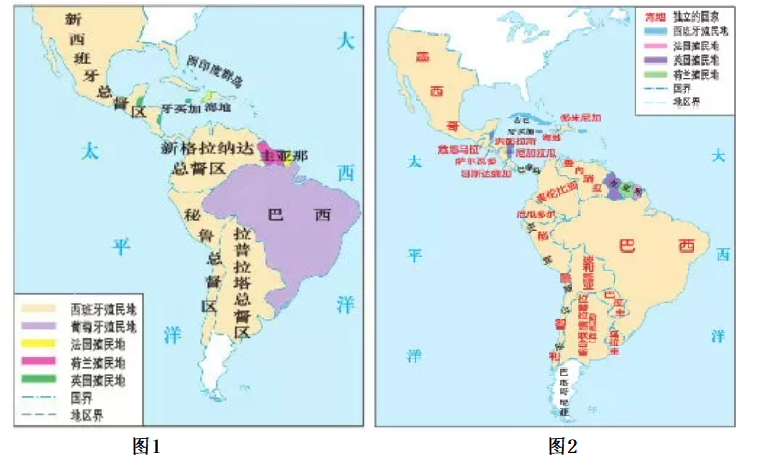 新西班牙总督区
西印度群岛
大西洋
牙买加
海地
太平洋
新格拉纳达
总督区
圭亚那
巴西
秘鲁总督区
拉普拉塔总督区
西班牙殖民地
葡萄牙殖民地
法国殖民地
荷兰殖民地
英国殖民地
国界
地区界
图1
海地 独立的国家
西班牙殖民地
法国殖民地
英国殖民地
荷兰殖民地
国界
地区界
墨西哥
古巴
多米尼加
牙买加
海地
洪都拉斯
危地马拉
尼加拉瓜
萨尔瓦多
哥斯达黎加
巴拿马
大西洋
太平洋
委内瑞拉
哥伦比亚
厄瓜多尔
秘鲁
巴西
玻利维亚
巴拉圭
乌拉圭
智利
巴塔哥尼亚
图2